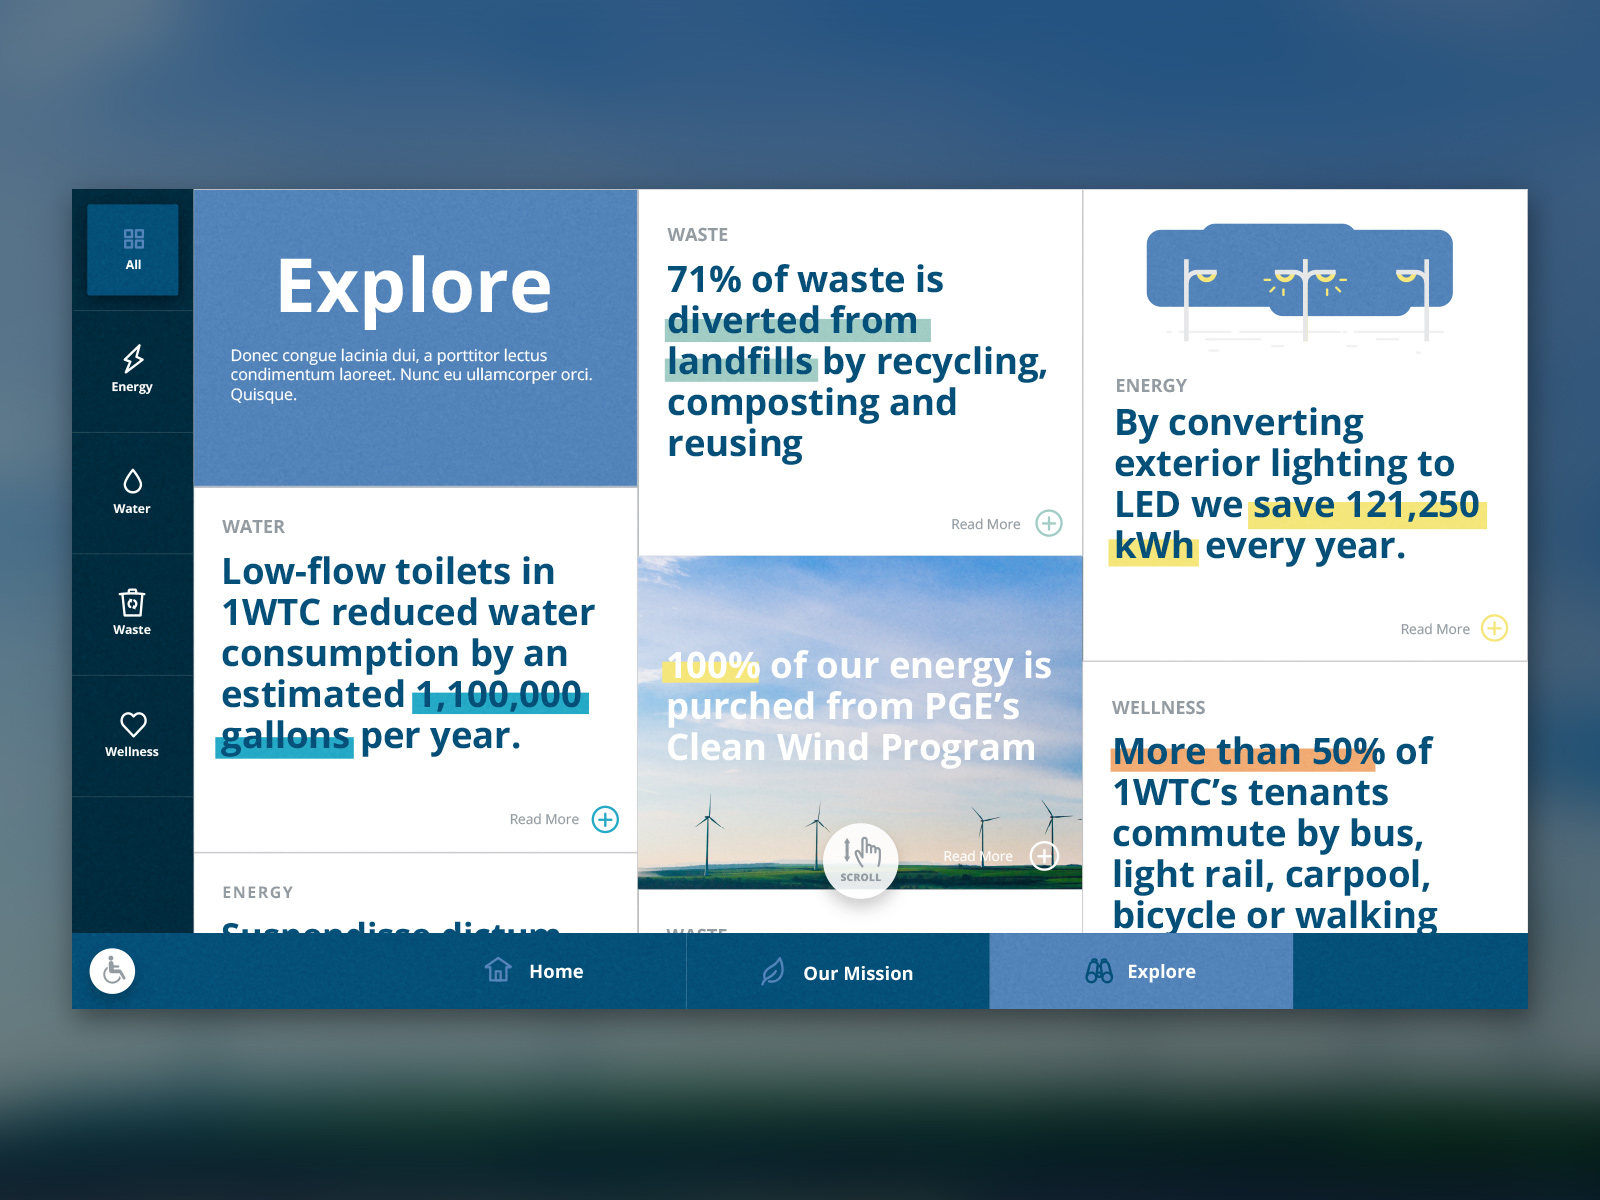 All
Energy
Water
Waste
Wellness
Explore
Donec congue lacinia dui, a porttitor lectus
condimentum laoreet. Nunc eu ullamcorper orci.
Quisque.
WATER
Low-flow toilets in
1WTC reduced water
consumption by an
estimated 1,100,000
gallons per year.
Read More
ENERGY
Suspendisse dictum
WASTE
71% of waste is
diverted from
landfills by recycling,
composting and
reusing
Read More
100% of our energy is
purched from PGE’s
Clean Wind Program
Read More
SCROLL
WASTE
ENERGY
By converting
exterior lighting to
LED we save 121,250
kWh every year.
Read More
WELLNESS
More than 50% of
1WTC’s tenants
commute by bus,
light rail, carpool,
bicycle or walking
Home
Our Mission
Explore